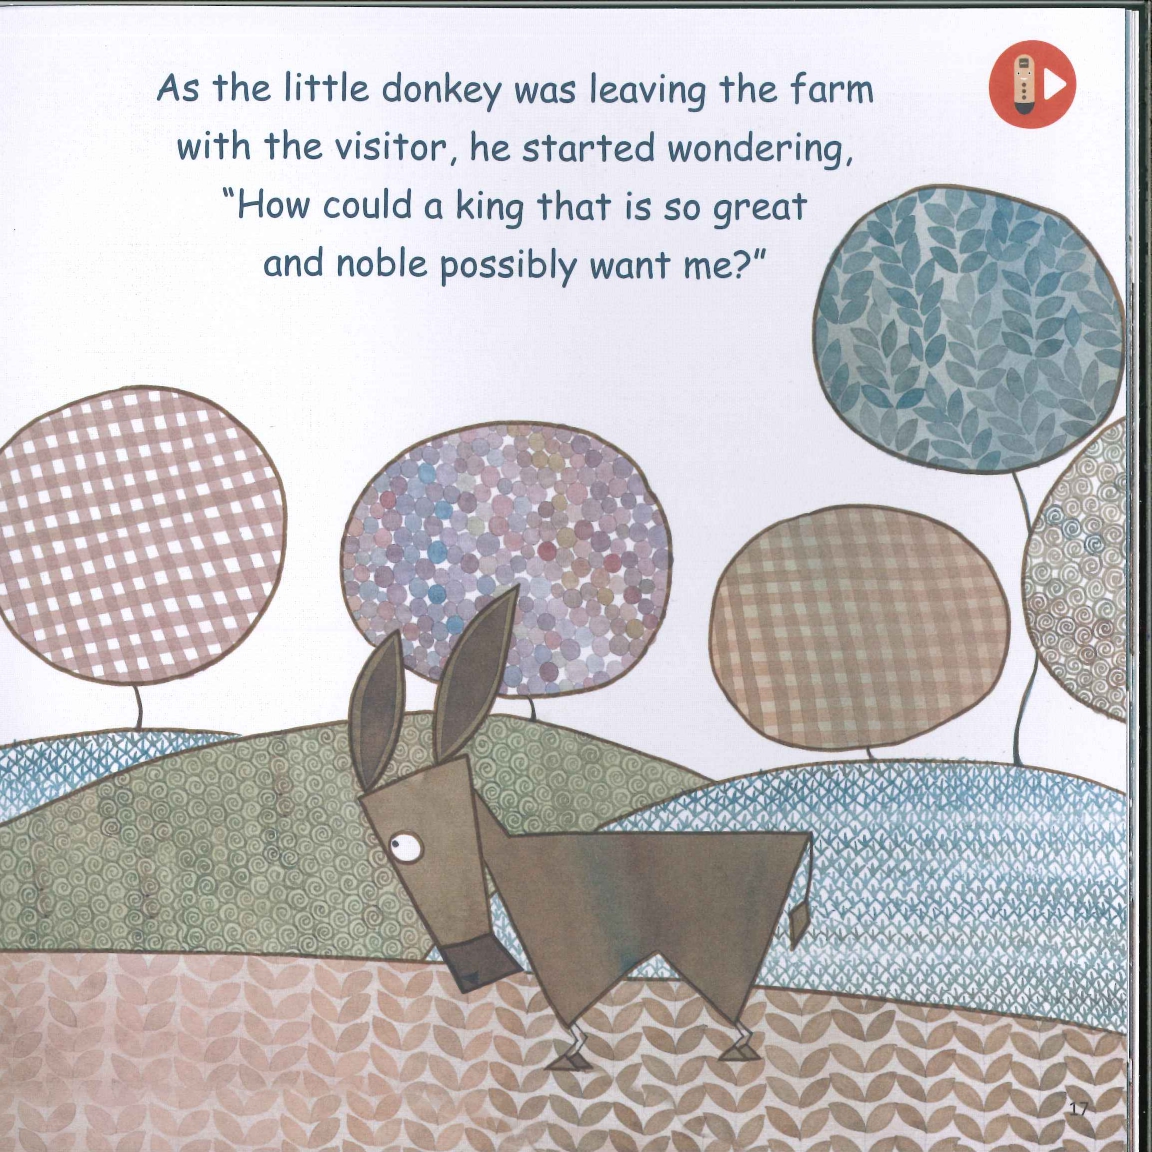 As the little donkey was leaving the farm
with the visitor, he started wondering,
“How could a king that is so great
and noble possibly want me?”
17